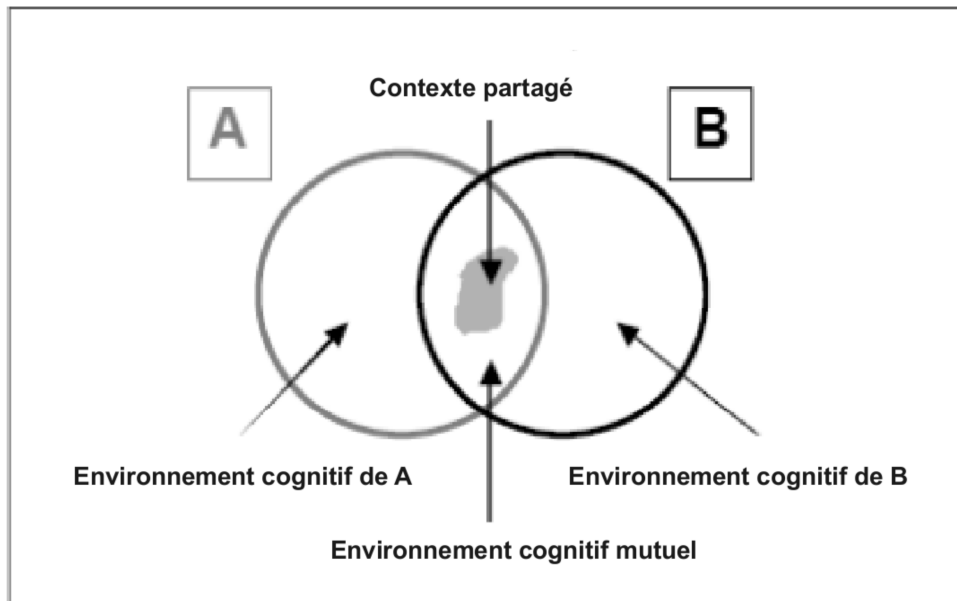 Contexte partagé
A
B
Environnement cognitif de A
Environnement cognitif de B
Environnement cognitif mutuel